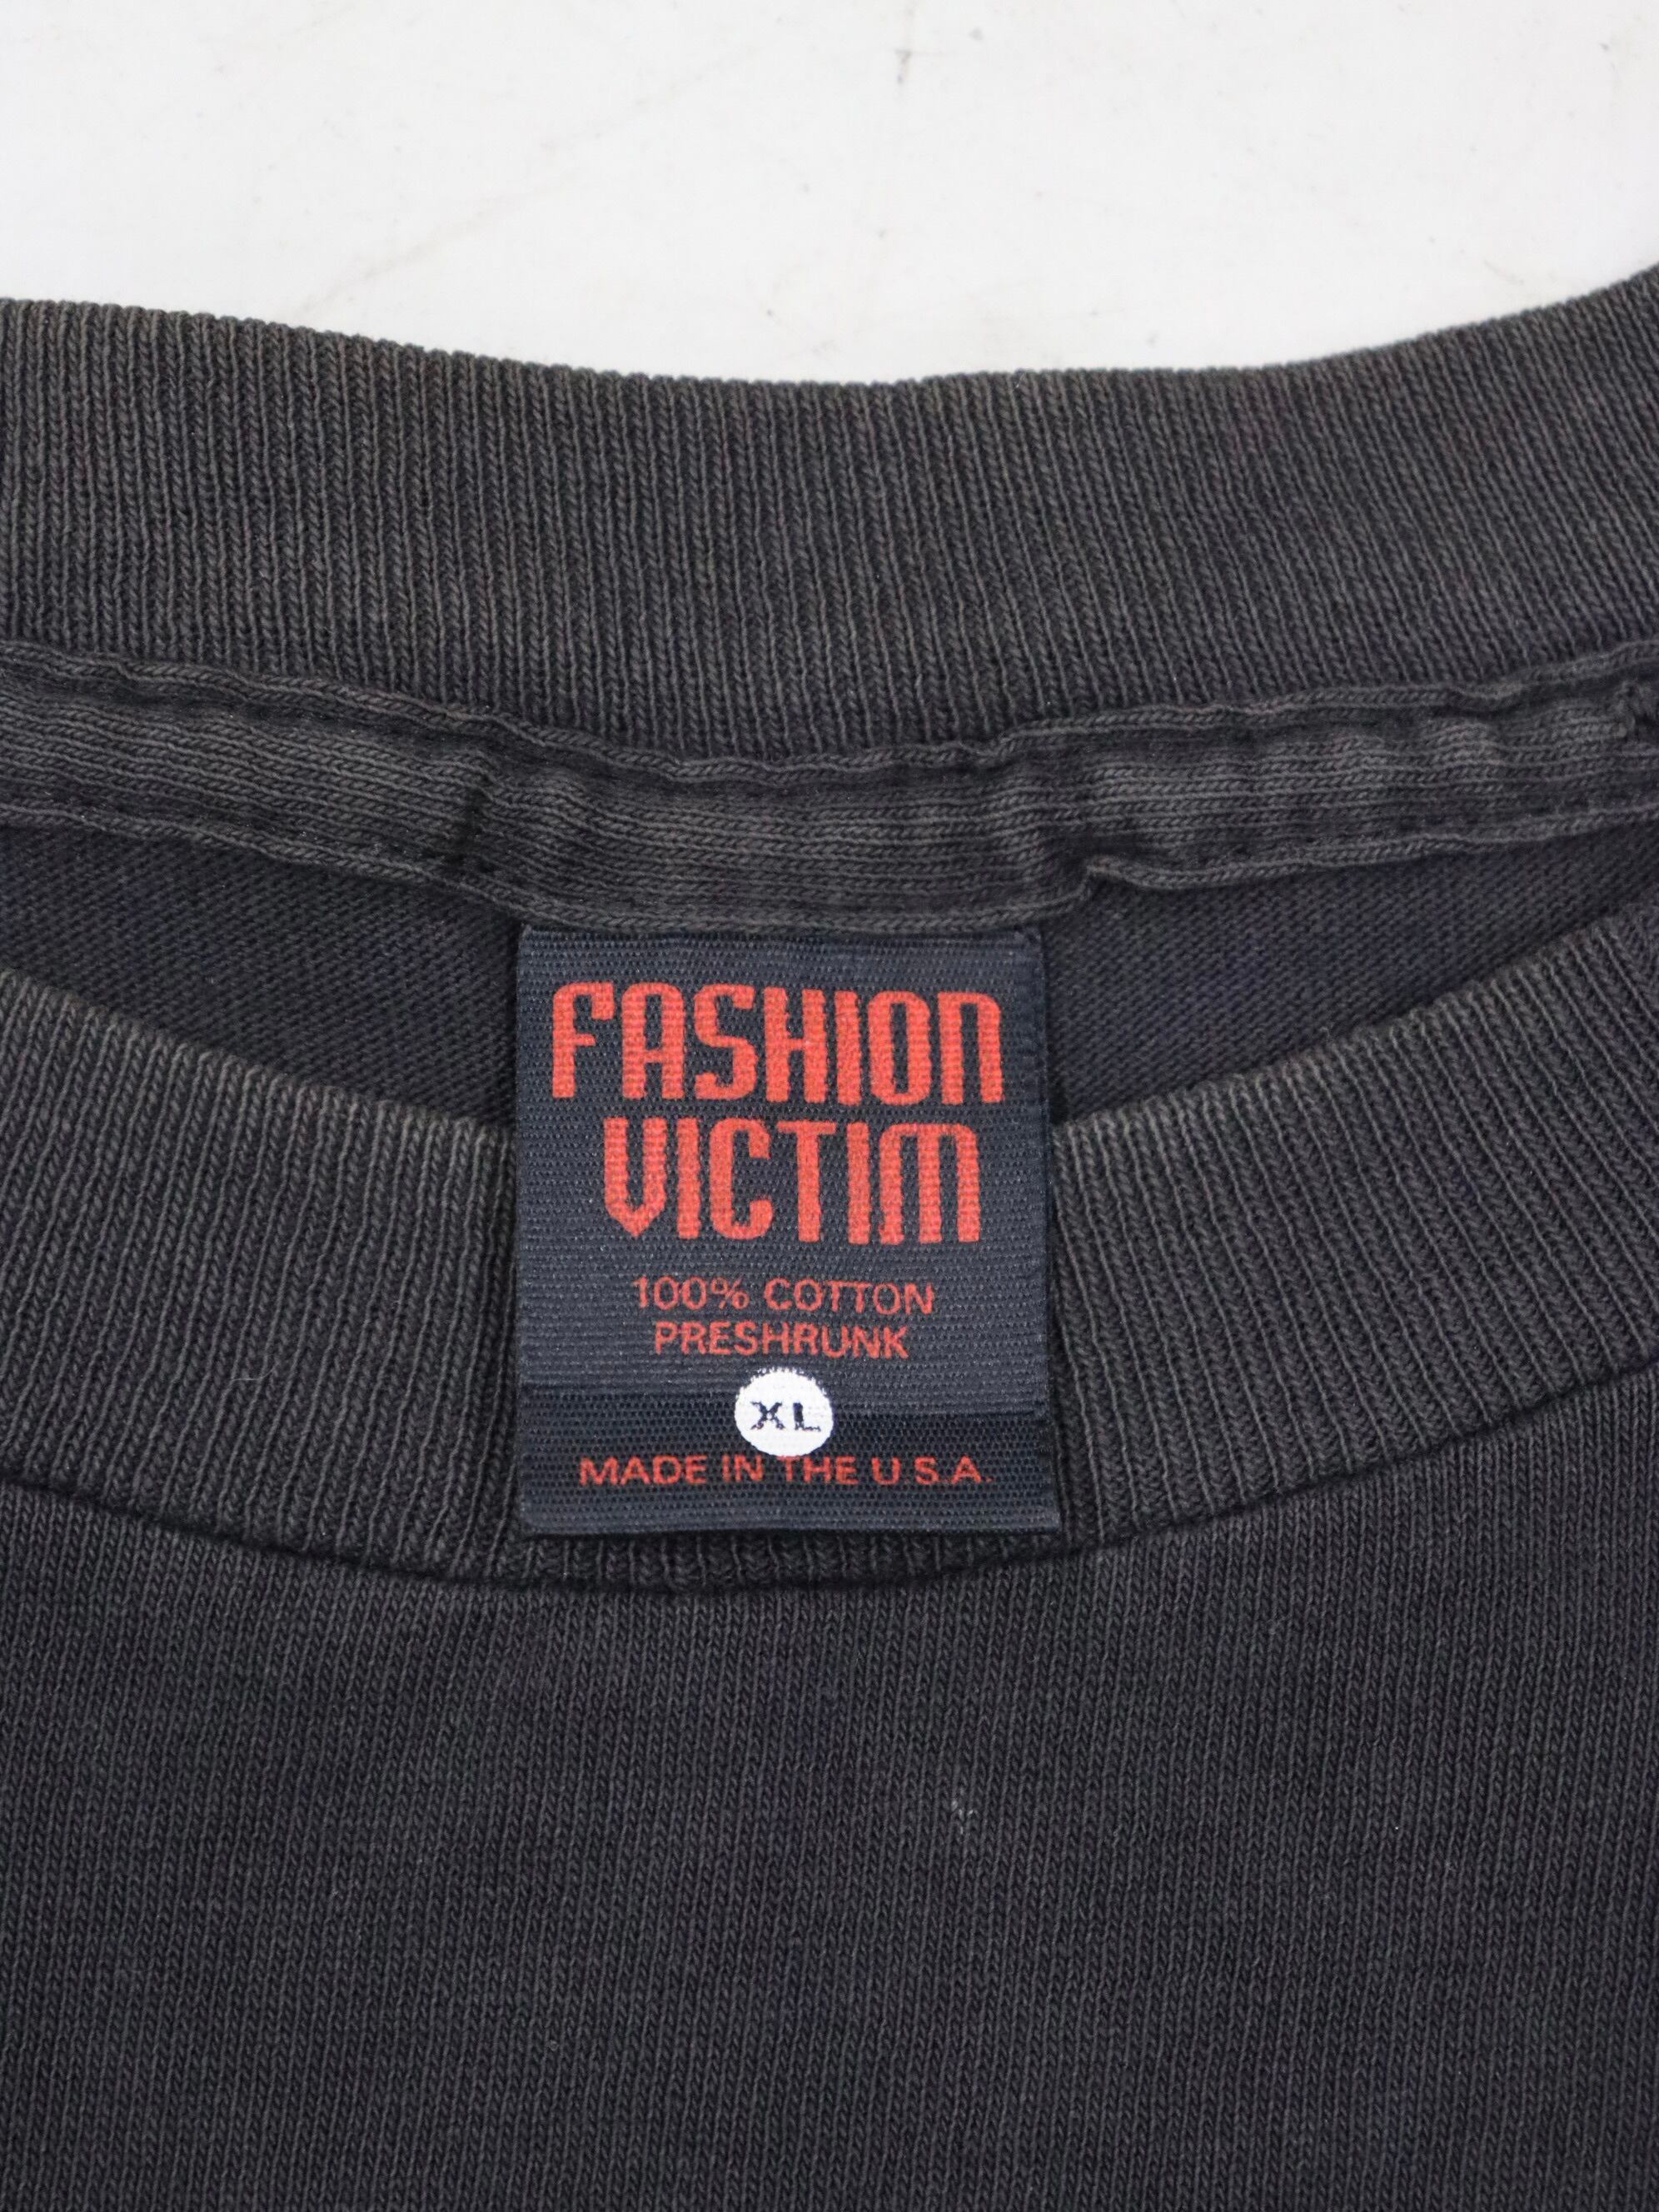 FASHION
VICTIM
100% COTTON
PRESHRUNK
XL
MADE IN THE U S.A.